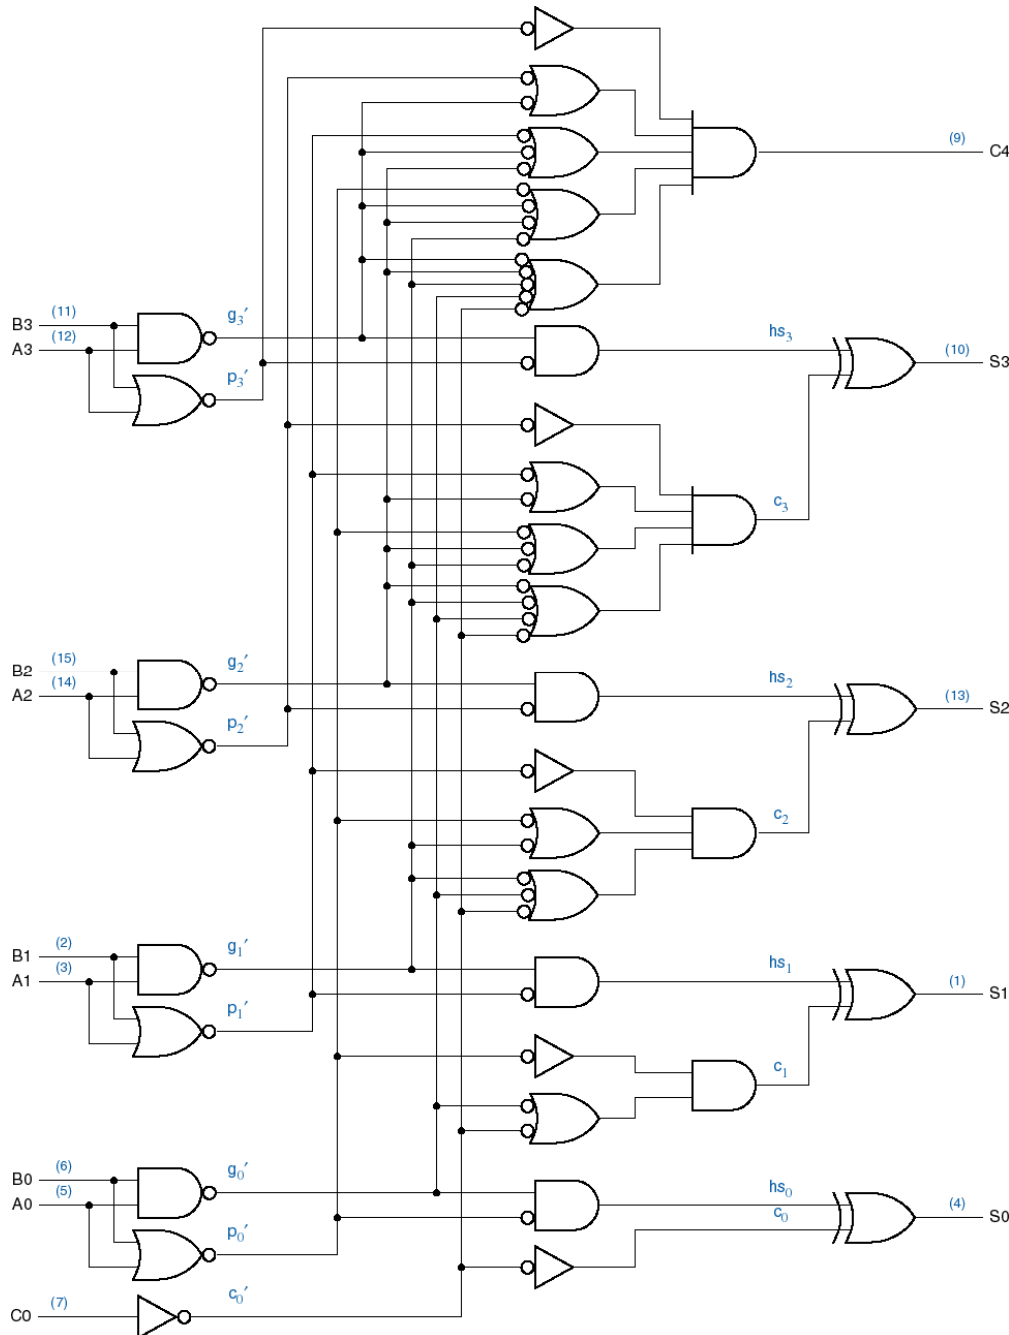 (9)
C4
(11)
B3
g3′
(12)
A3
hs3
(10)
S3
p3′
c3
(15)
B2
g2′
(14)
A2
hs2
(13)
S2
p2′
c2
(2)
B1
g1′
(3)
A1
hs1
(1)
S1
p1′
c1
(6)
B0
g0′
(5)
A0
hs0
(4)
S0
c0
p0′
c0′
(7)
C0